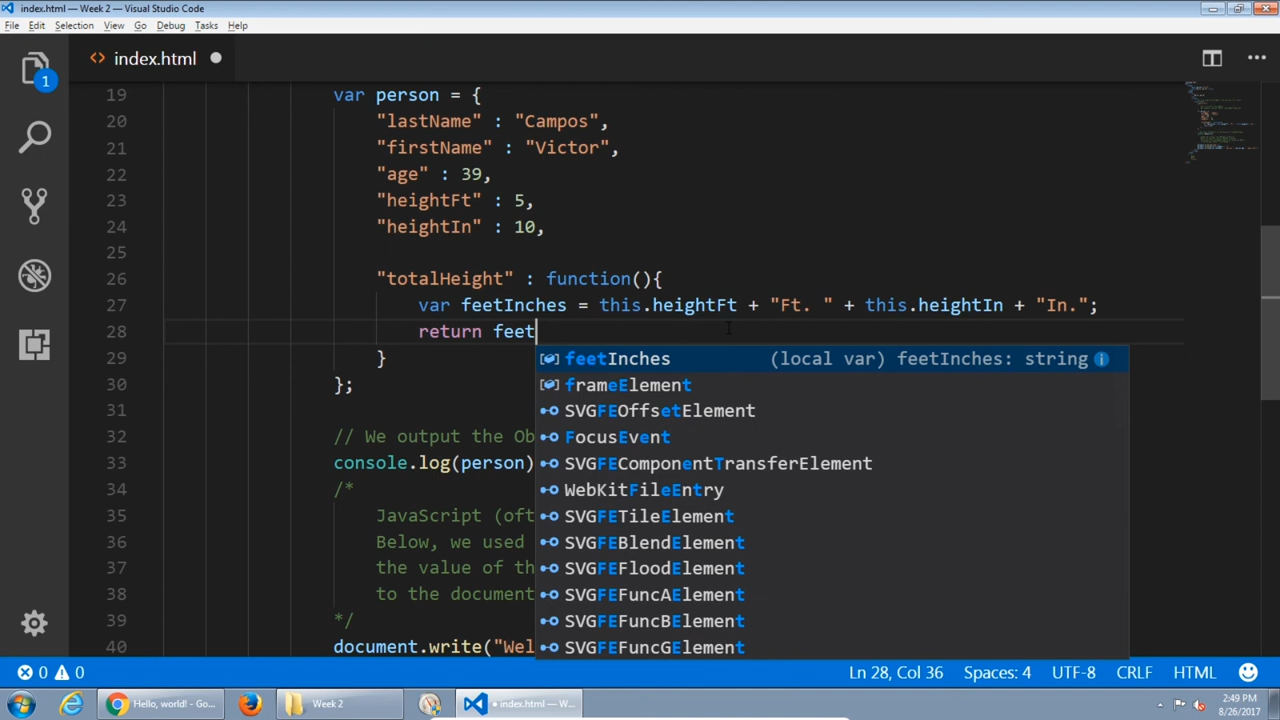 index.html — Week 2 — Visual Studio Code
File Edit Selection View Go Debug Tasks Help
1
<> index.html
19 var person = {
20 "lastName" : "Campos",
21 "firstName" : "Victor",
22 "age" : 39,
23 "heightFt" : 5,
24 "heightIn" : 10,
25
26 "totalHeight" : function(){
27 var feetInches = this.heightFt + "Ft. " + this.heightIn + "In.";
28 return feet
29 }
30 };
31
32 // We output the Ob
33 console.log(person)
34 /*
35 JavaScript (oft
36 Below, we used
37 the value of th
38 to the document
39 */
40 document.write("Wel
feetInches (local var) feetInches: string
frameElement
SVGFEOffsetElement
FocusEvent
SVGFEComponentTransferElement
WebKitFileEntry
SVGFETileElement
SVGFEBlendElement
SVGFEFloodElement
SVGFEFuncAElement
SVGFEFuncBElement
SVGFEFuncGElement
0 0 Ln 28, Col 36 Spaces: 4 UTF-8 CRLF HTML
Hello, world! - Go... Week 2 • index.html — W...
2:49 PM
8/26/2017